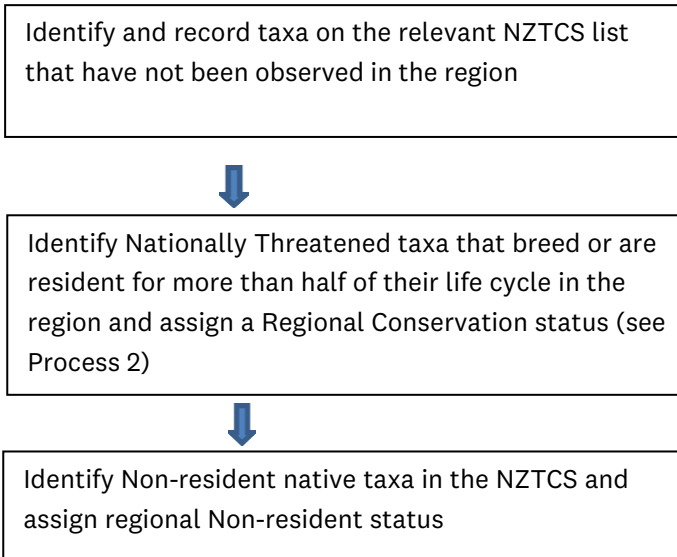 Identify and record taxa on the relevant NZTCS list
that have not been observed in the region
Identify Nationally Threatened taxa that breed or are
resident for more than half of their life cycle in the
region and assign a Regional Conservation status (see
Process 2)
Identify Non-resident native taxa in the NZTCS and
assign regional Non-resident status